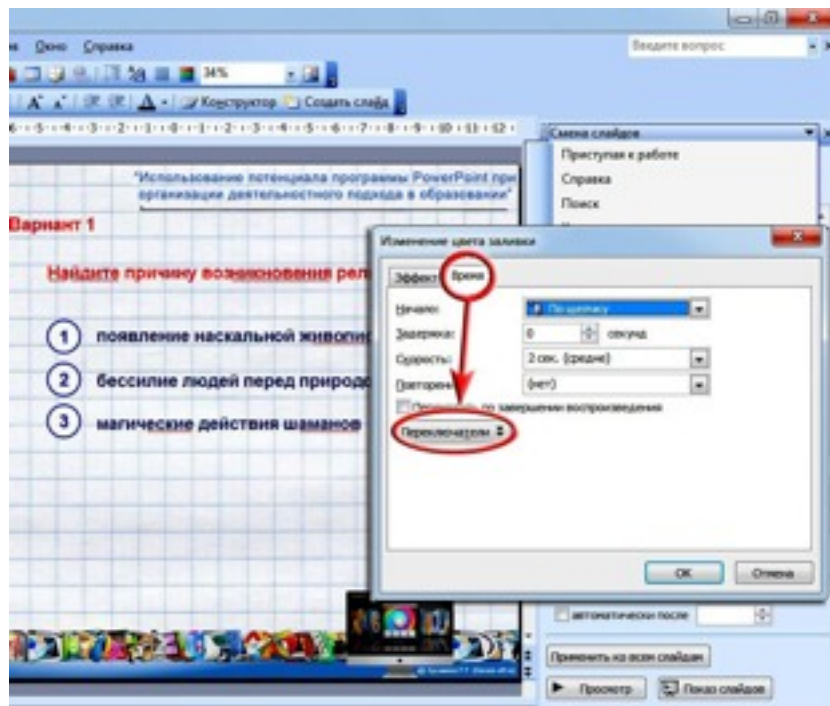 Окно Справка
Введите вопрос
34%
Конструктор Создать слайд
Смена слайдов
Приступая к работе
Справка
Поиск
"Использование потенциала программы PowerPoint при
организации деятельностного подхода в образовании"
Вариант 1
Найдите причину возникновения рел
1 появление наскальной живопис
2 бессилие людей перед природо
3 магические действия шаманов
Изменение цвета заливки
Эффект Время
Начало: По щелчку
Задержка: 0 секунд
Скорость: 2 сек. (средне)
(нет)
по завершении воспроизведения
Переключатели
ОК Отмена
автоматически после
Применить ко всем слайдам
Просмотр Показ слайдов